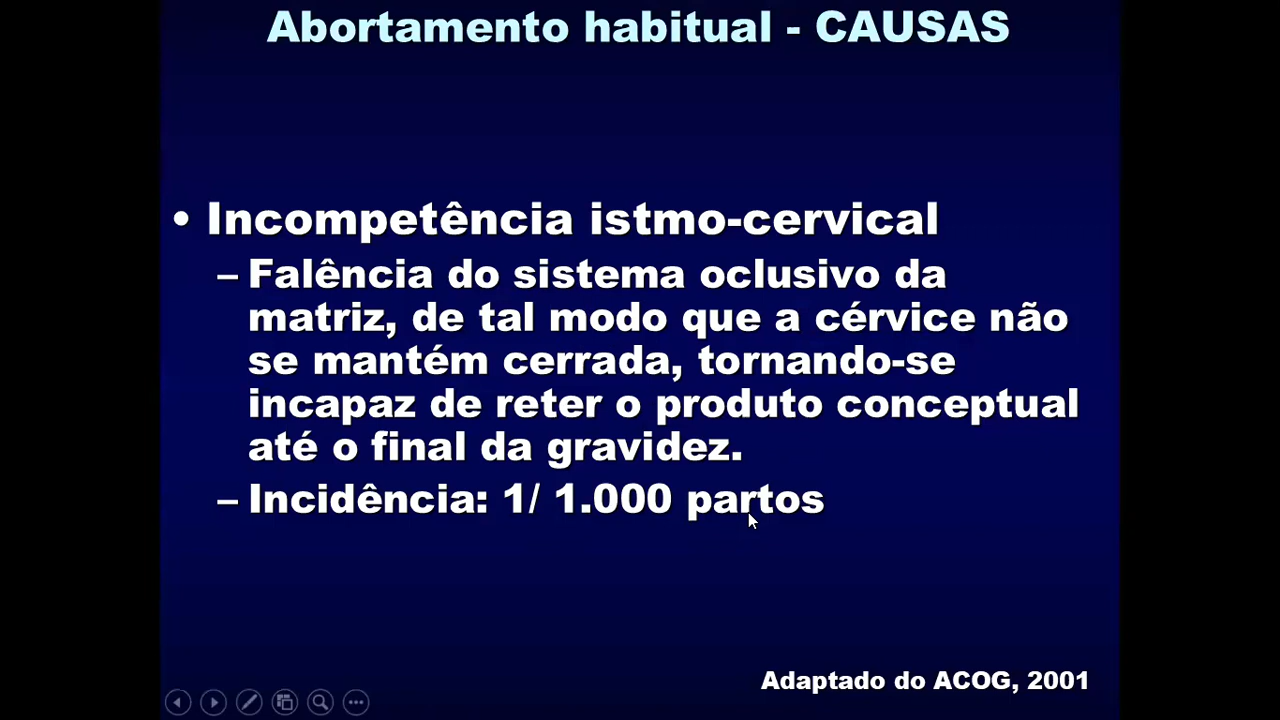 Abortamento habitual - CAUSAS
• Incompetência istmo-cervical
– Falência do sistema oclusivo da
matriz, de tal modo que a cérvice não
se mantém cerrada, tornando-se
incapaz de reter o produto conceptual
até o final da gravidez.
– Incidência: 1/ 1.000 partos
Adaptado do ACOG, 2001